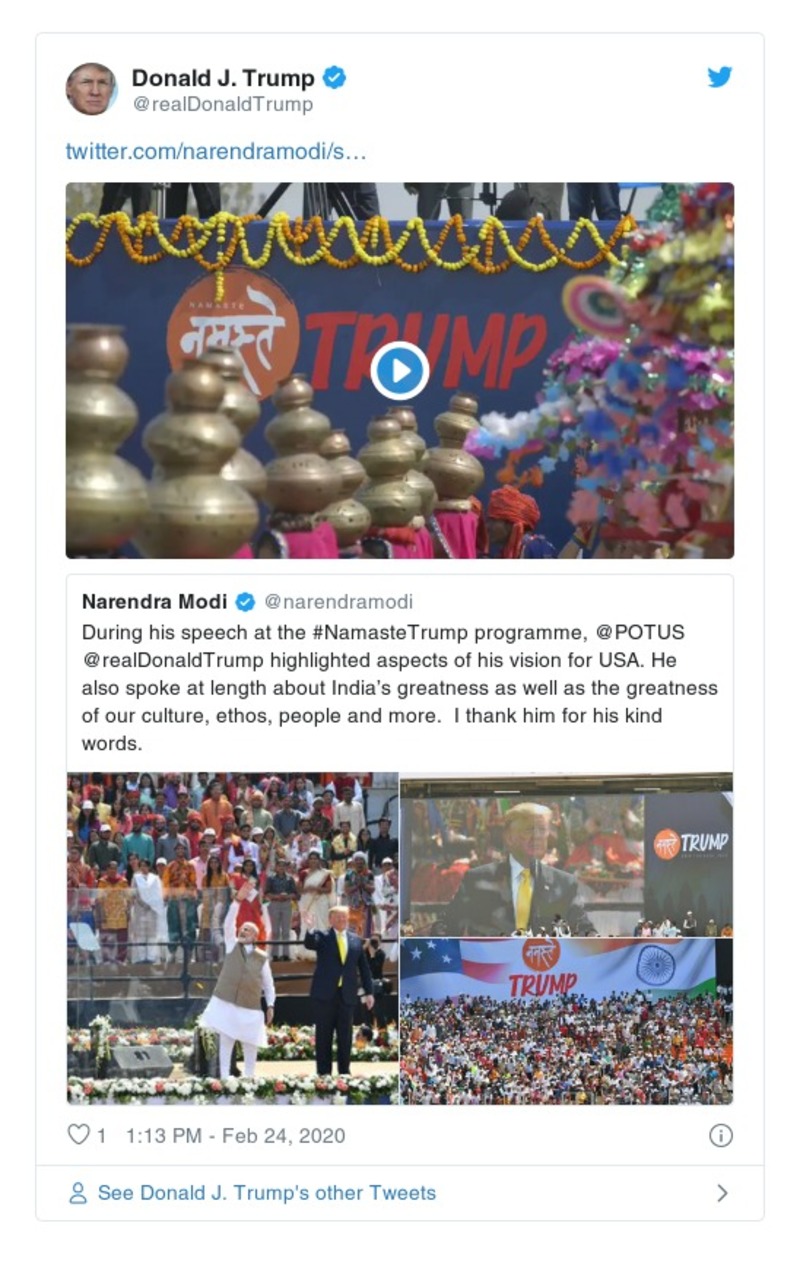 Donald J. Trump
@realDonaldTrump
twitter.com/narendramodi/s…
NAMASTE
नमस्ते TRUMP
Narendra Modi @narendramodi
During his speech at the #NamasteTrump programme, @POTUS
@realDonaldTrump highlighted aspects of his vision for USA. He
also spoke at length about India's greatness as well as the greatness
of our culture, ethos, people and more.  I thank him for his kind
words.
नमस्ते TRUMP
नमस्ते
TRUMP
1 1:13 PM - Feb 24, 2020
See Donald J. Trump's other Tweets